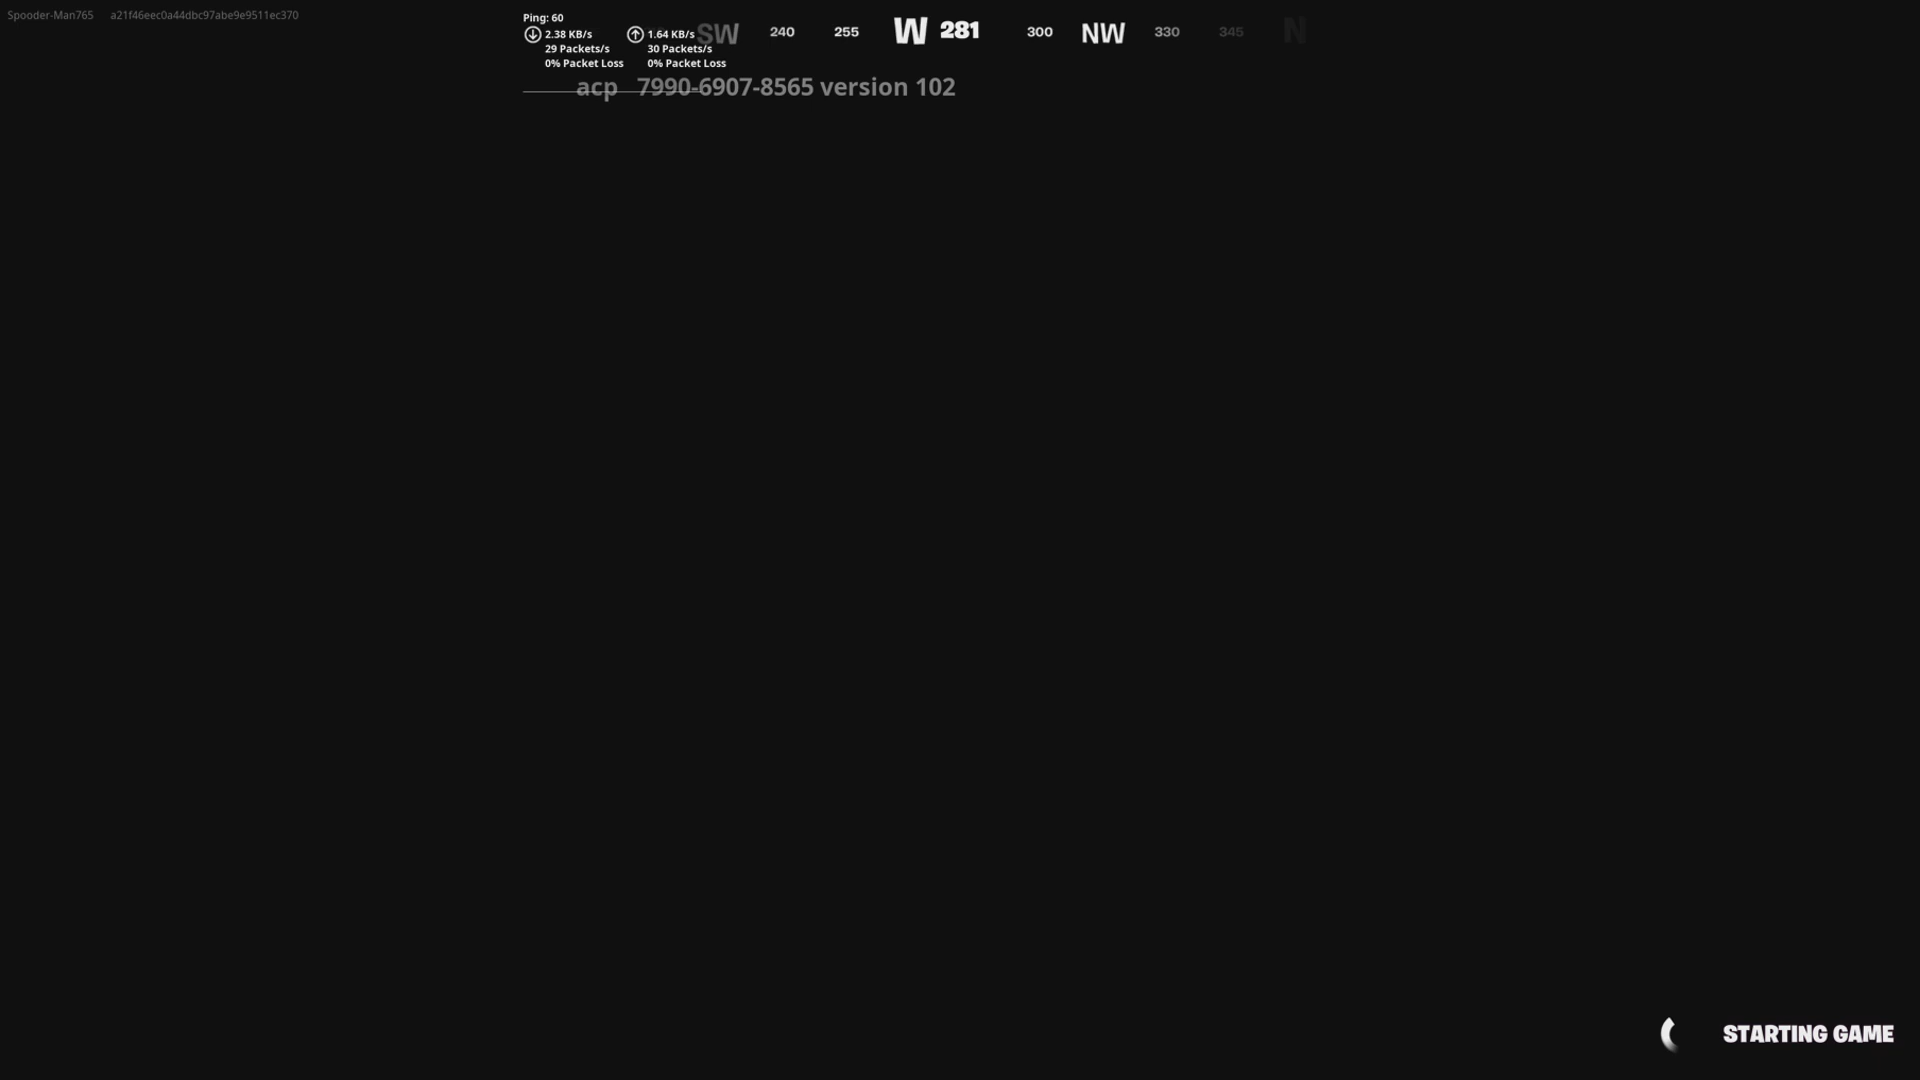 Spooder-Man765 a21f46eec0a44dbc97abe9e9511ec370
Ping: 60
2.38 KB/s 1.64 KB/s
29 Packets/s 30 Packets/s
0% Packet Loss 0% Packet Loss
SW 240 255 W 281 300 NW 330 345 N
acp 7990-6907-8565 version 102
STARTING GAME